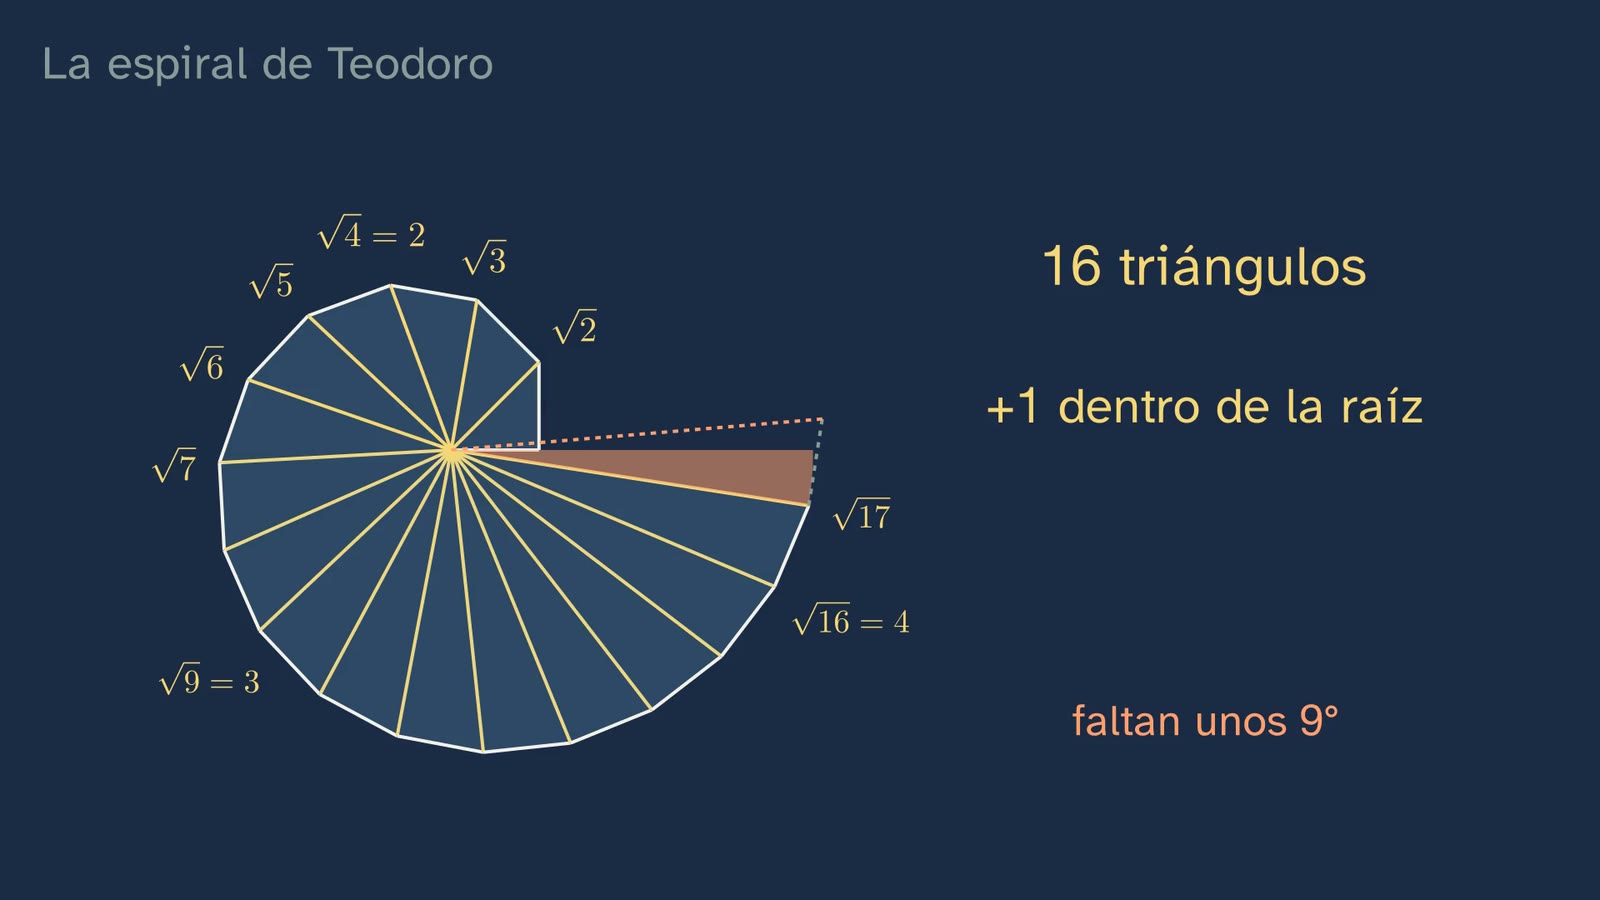 La espiral de Teodoro
√4 = 2
√3
√5
√2
√6
√7
√17
√16 = 4
√9 = 3
16 triángulos
+1 dentro de la raíz
faltan unos 9°